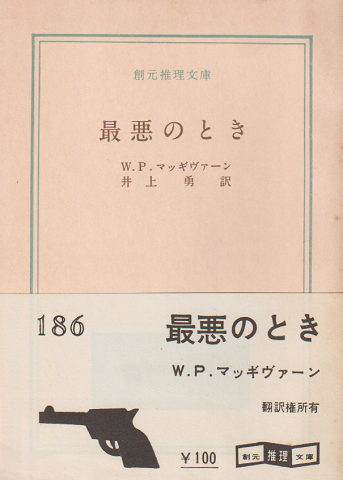 創元推理文庫
最悪のとき
W.P.マッギヴァーン
井上 勇 訳
186
最悪のとき
W.P.マッギヴァーン
翻訳権所有
¥100
創元 推理 文庫